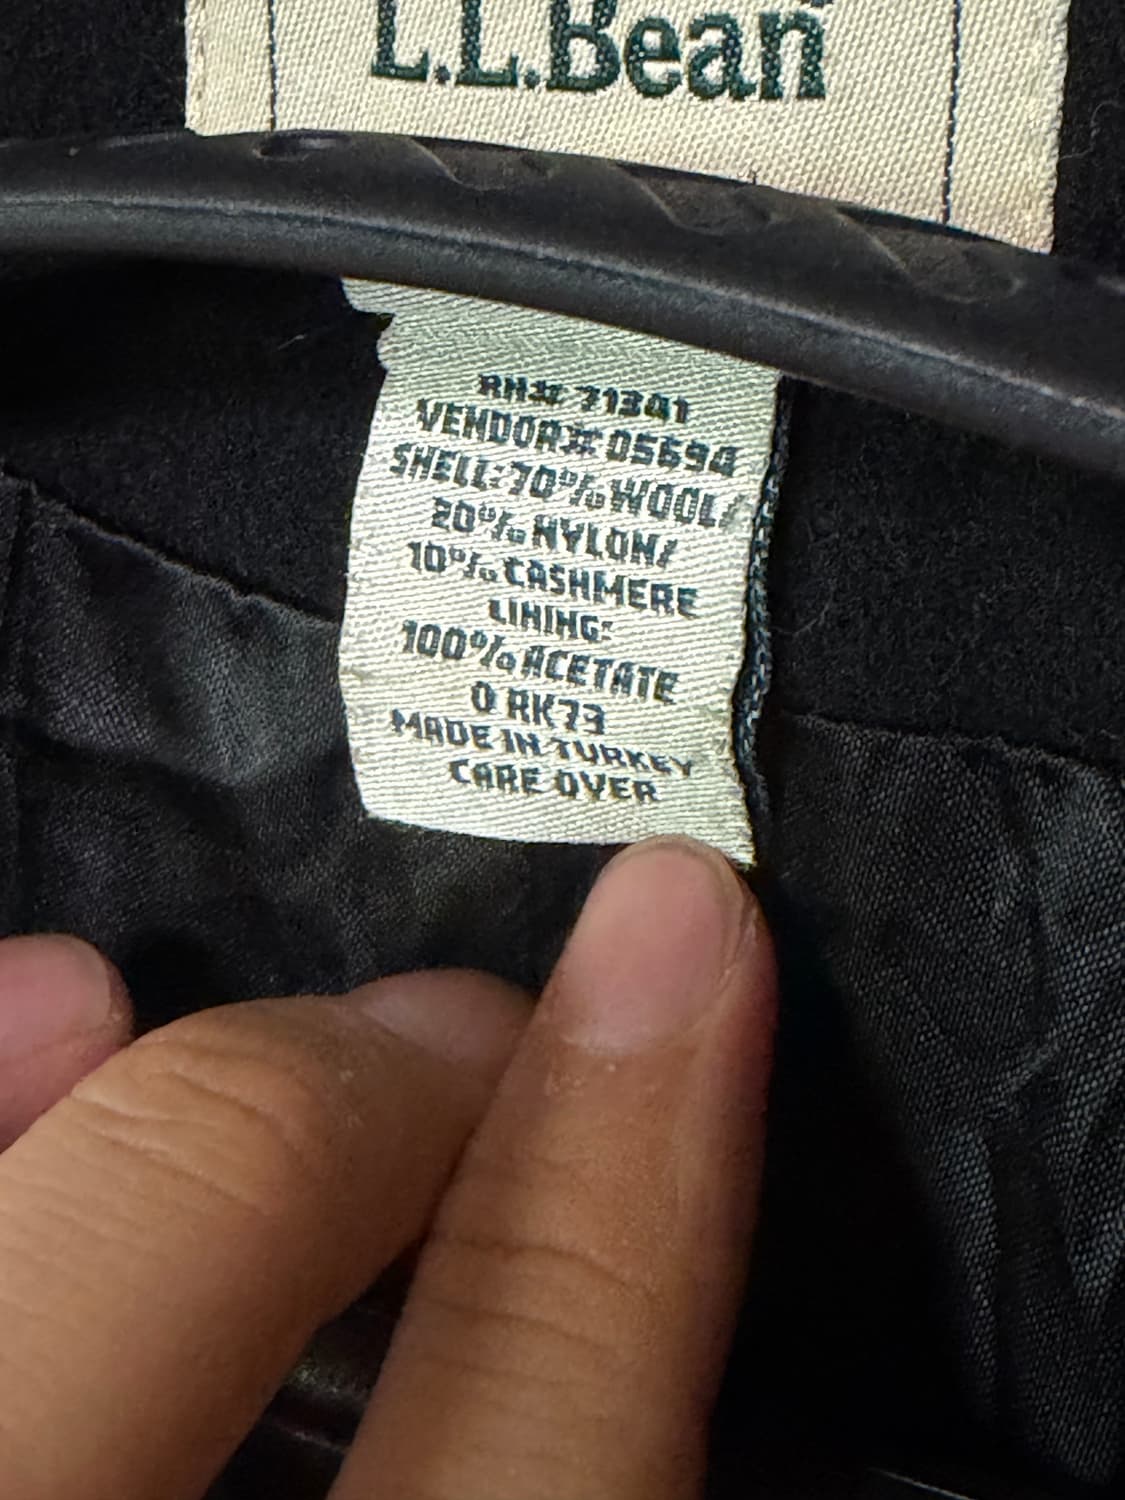 L.L.Bean
RN# 71341
VENDOR# 05694
SHELL: 70% WOOL/
20% NYLON/
10% CASHMERE
LINING:
100% ACETATE
0 RK73
MADE IN TURKEY
CARE OVER